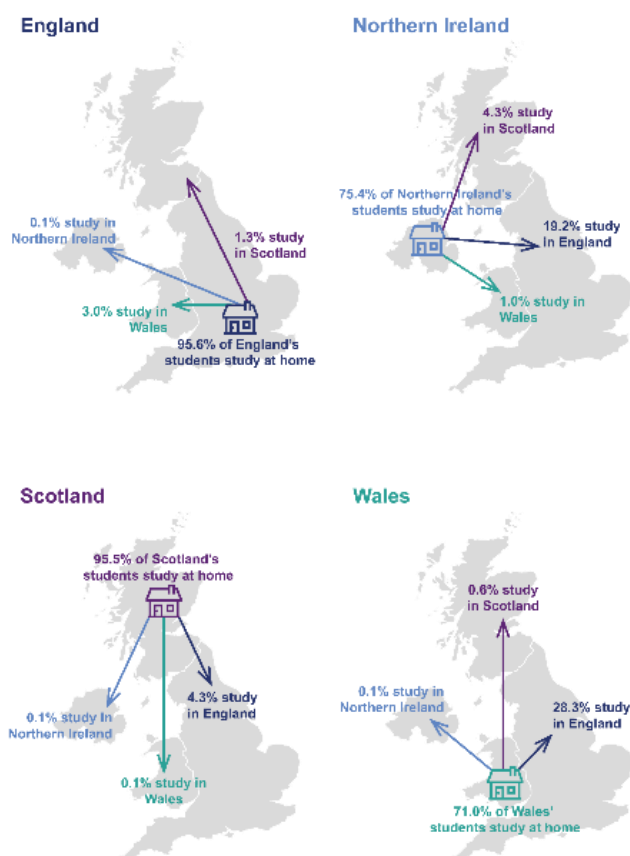 England
0.1% study in
Northern Ireland
1.3% study
in Scotland
3.0% study in
Wales
95.6% of England's
students study at home
Northern Ireland
4.3% study
in Scotland
75.4% of Northern Ireland's
students study at home
19.2% study
in England
1.0% study in
Wales
Scotland
95.5% of Scotland's
students study at home
4.3% study
in England
0.1% study in
Northern Ireland
0.1% study in
Wales
Wales
0.6% study
in Scotland
0.1% study in
Northern Ireland
28.3% study
in England
71.0% of Wales'
students study at home